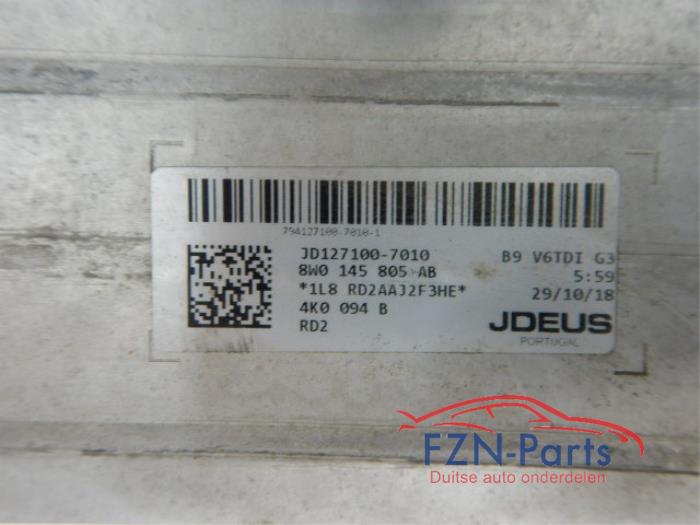 794127100-7010-1
JD127100-7010
8W0 145 805 AB
*1L8 RD2AAJ2F3HE*
4K0 094 B
RD2
B9 V6TDI G3
5:59
29/10/18
JDEUS
PORTUGAL
FZN-Parts
Duitse auto onderdelen